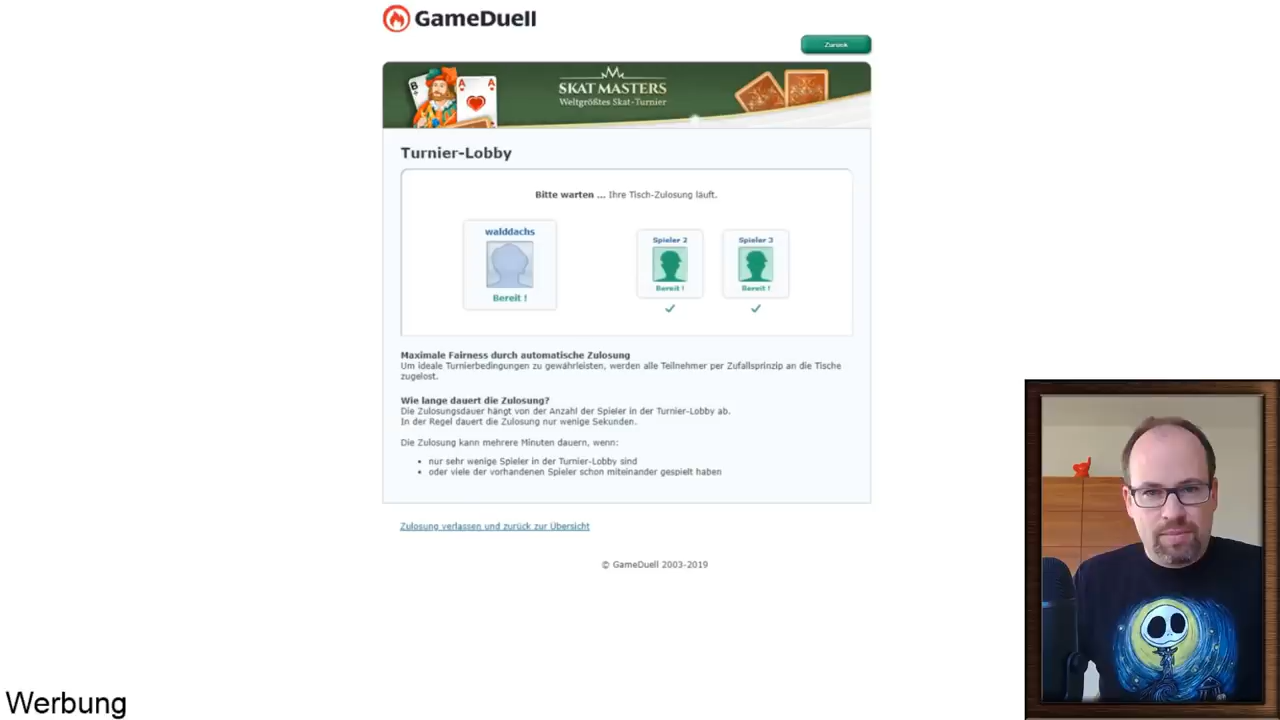 GameDuell
Zurück
B
A
A
SKAT MASTERS
Weltgrößtes Skat-Turnier
Turnier-Lobby
Bitte warten ... Ihre Tisch-Zulosung läuft.
walddachs
Bereit !
Spieler 2
Bereit !
Spieler 3
Bereit !
Maximale Fairness durch automatische Zulosung
Um ideale Turnierbedingungen zu gewährleisten, werden alle Teilnehmer per Zufallsprinzip an die Tische
zugelost.
Wie lange dauert die Zulosung?
Die Zulosungsdauer hängt von der Anzahl der Spieler in der Turnier-Lobby ab.
In der Regel dauert die Zulosung nur wenige Sekunden.
Die Zulosung kann mehrere Minuten dauern, wenn:
• nur sehr wenige Spieler in der Turnier-Lobby sind
• oder viele der vorhandenen Spieler schon miteinander gespielt haben
Zulosung verlassen und zurück zur Übersicht
© GameDuell 2003-2019
Werbung